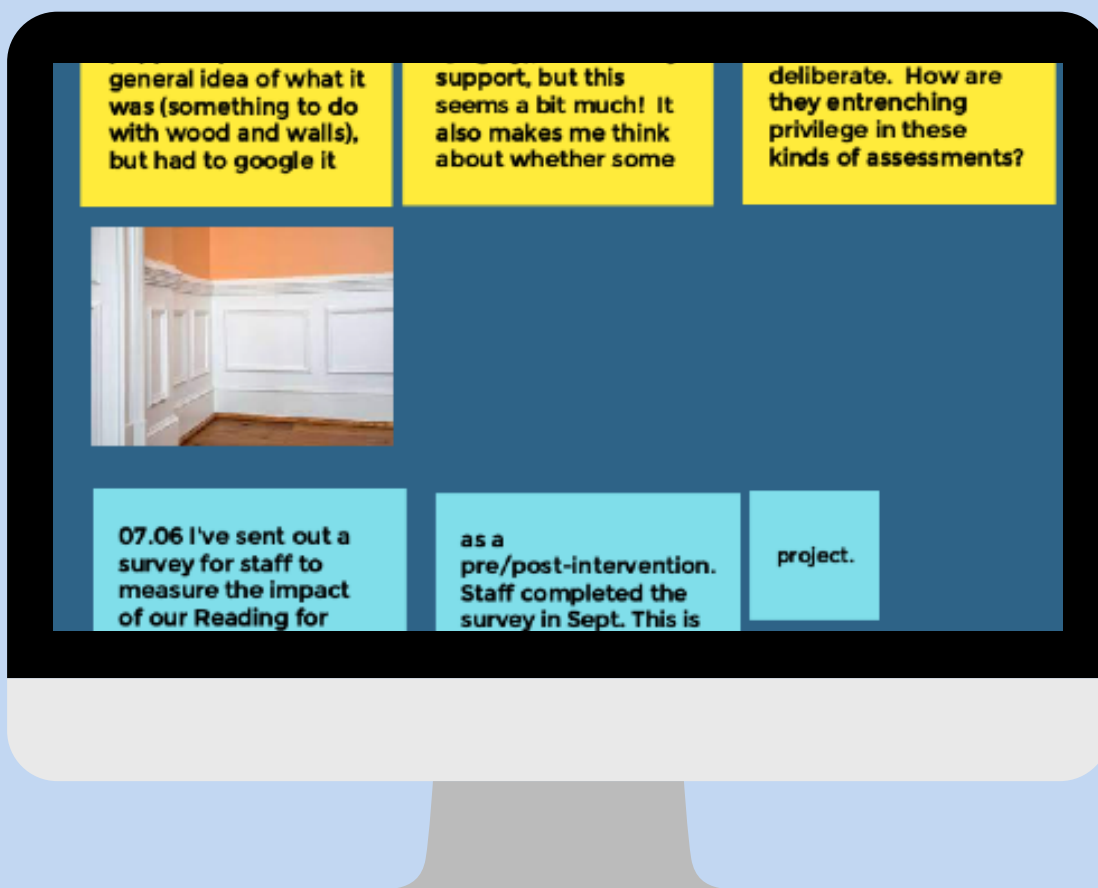 general idea of what it
was (something to do
with wood and walls),
but had to google it
support, but this
seems a bit much!  It
also makes me think
about whether some
deliberate.  How are
they entrenching
privilege in these
kinds of assessments?
07.06 I've sent out a
survey for staff to
measure the impact
of our Reading for
as a
pre/post-intervention.
Staff completed the
survey in Sept. This is
project.